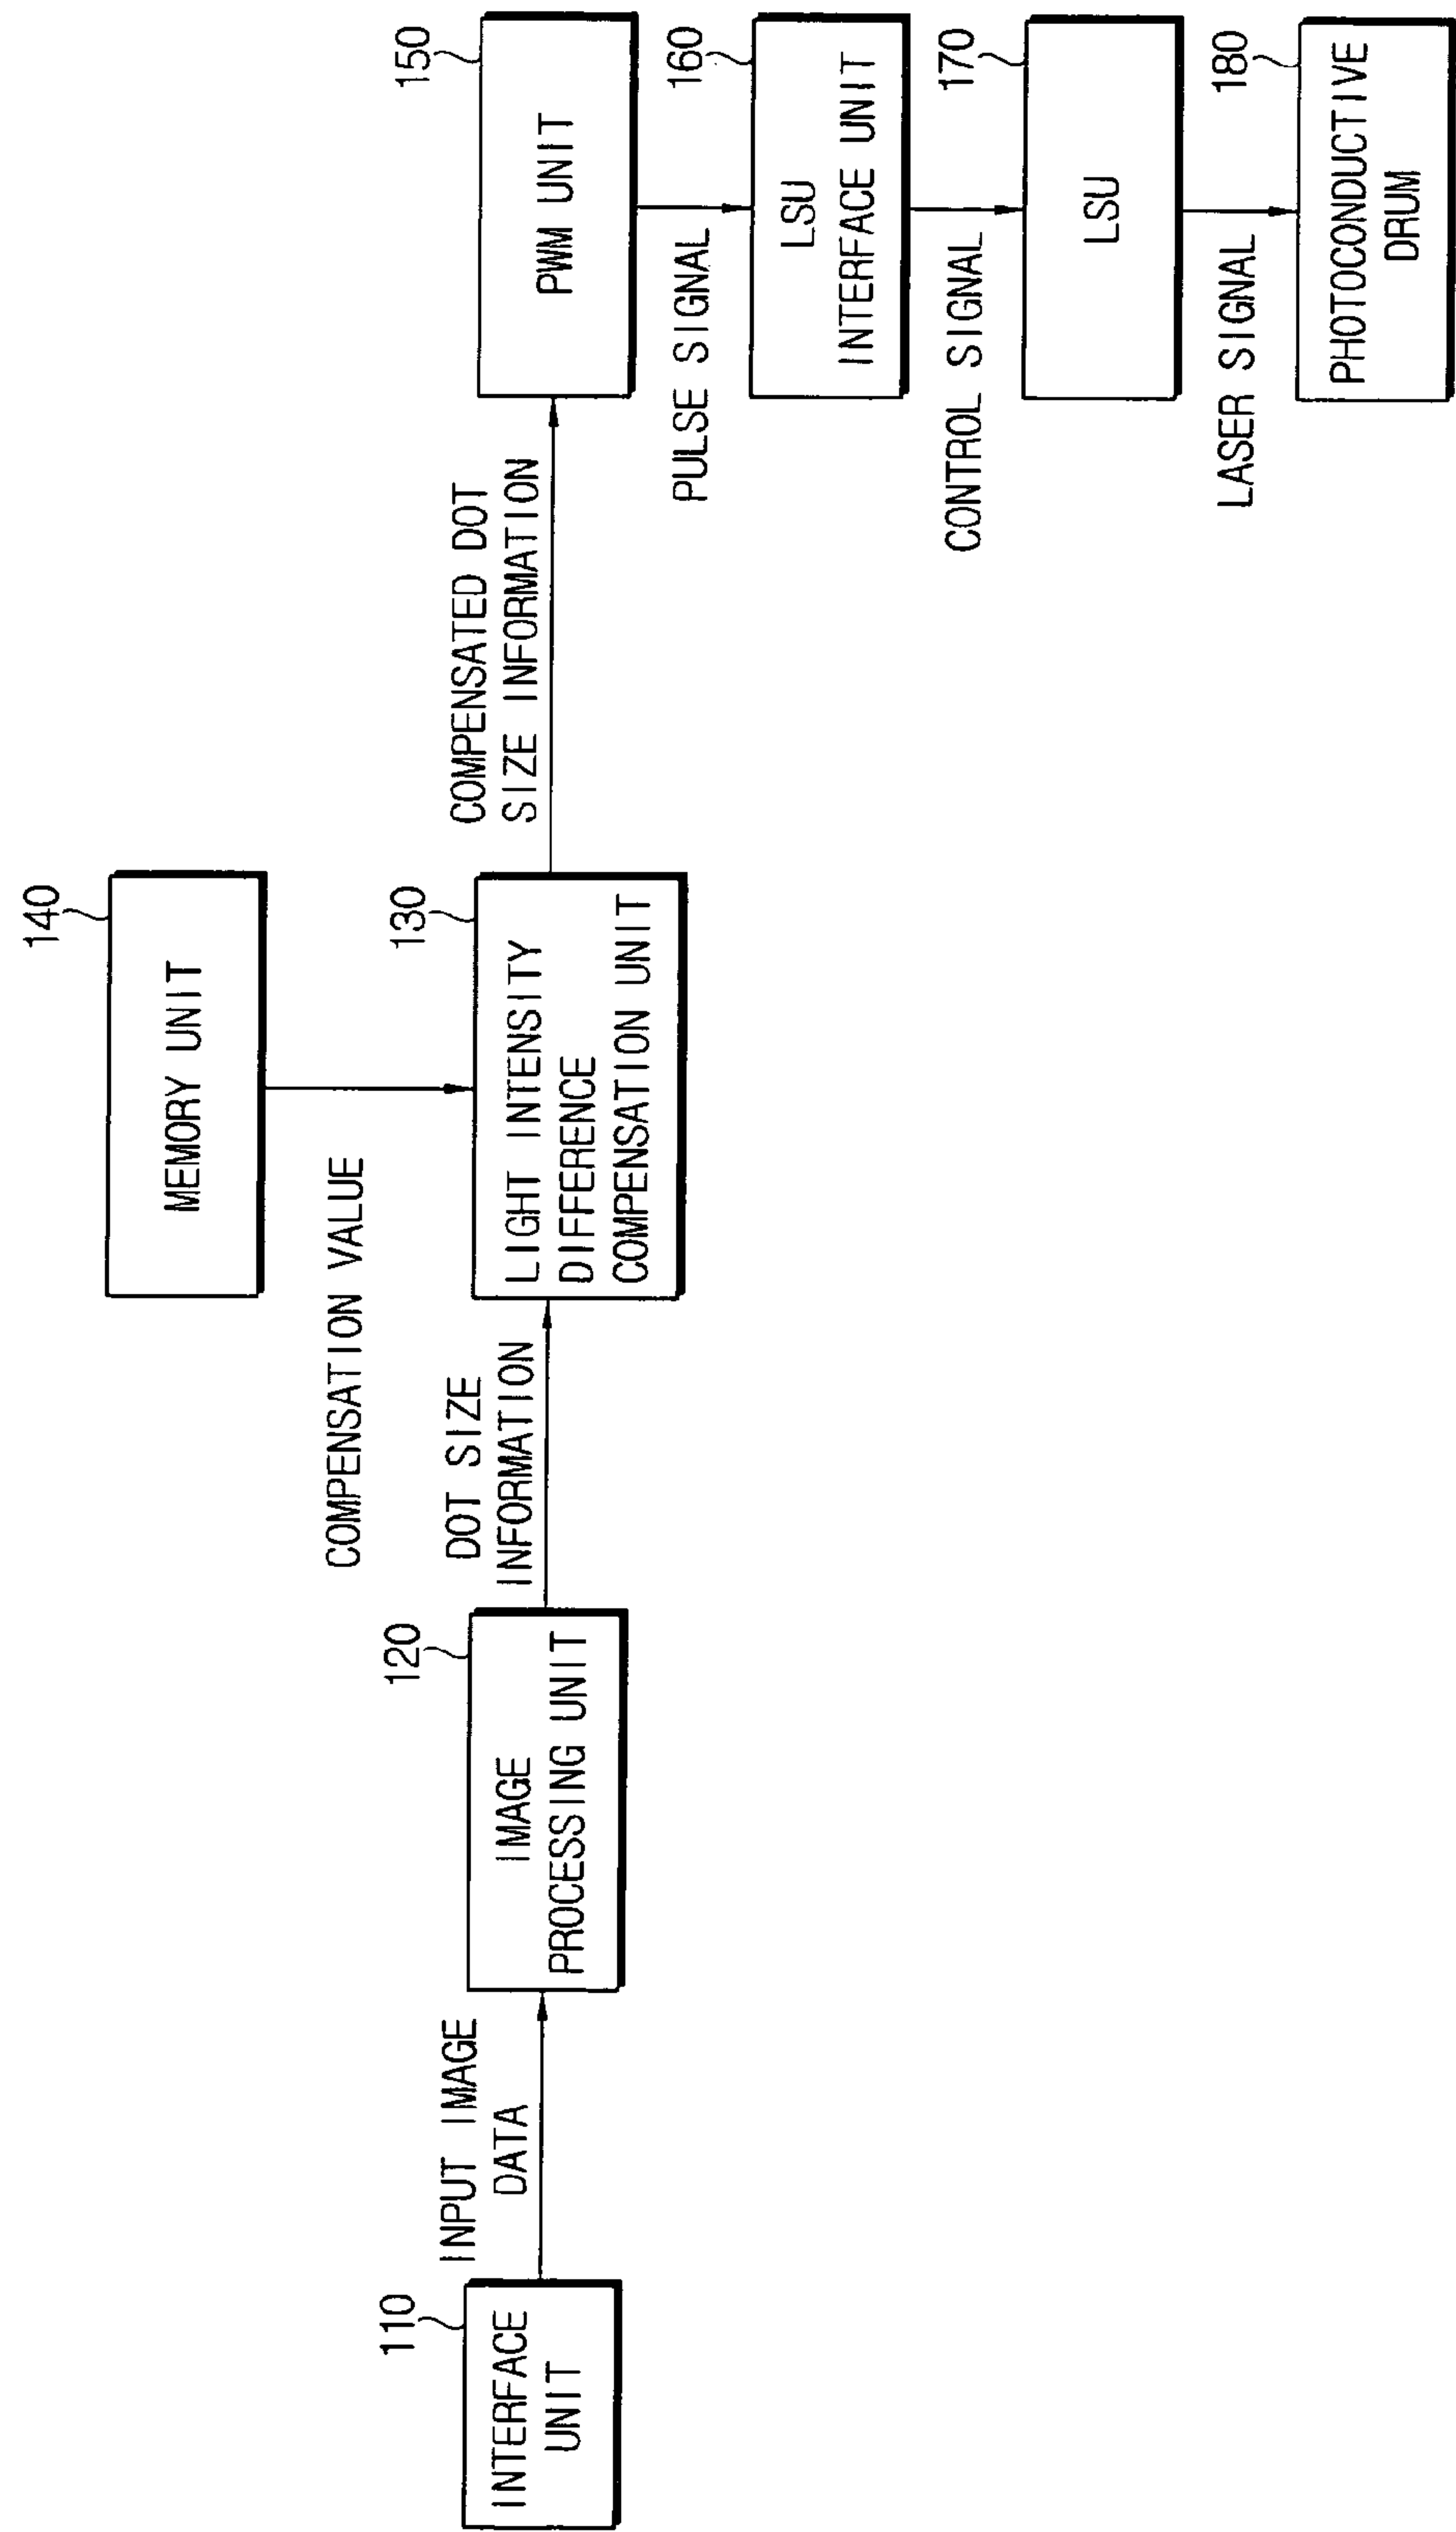 140
MEMORY UNIT
COMPENSATION VALUE
110
INTERFACE
UNIT
INPUT IMAGE
DATA
120
IMAGE
PROCESSING UNIT
DOT SIZE
INFORMATION
130
LIGHT INTENSITY
DIFFERENCE
COMPENSATION UNIT
COMPENSATED DOT
SIZE INFORMATION
150
PWM UNIT
PULSE SIGNAL
160
LSU
INTERFACE UNIT
CONTROL SIGNAL
170
LSU
LASER SIGNAL
180
PHOTOCONDUCTIVE
DRUM